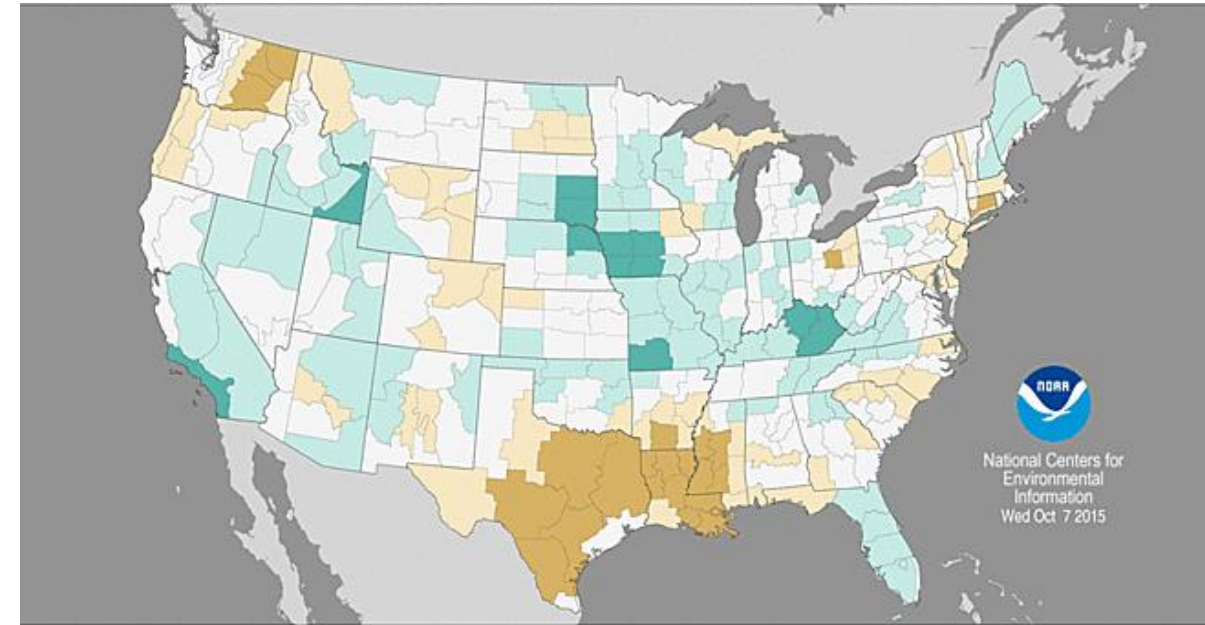 NOAA
National Centers for
Environmental
Information
Wed Oct 7 2015